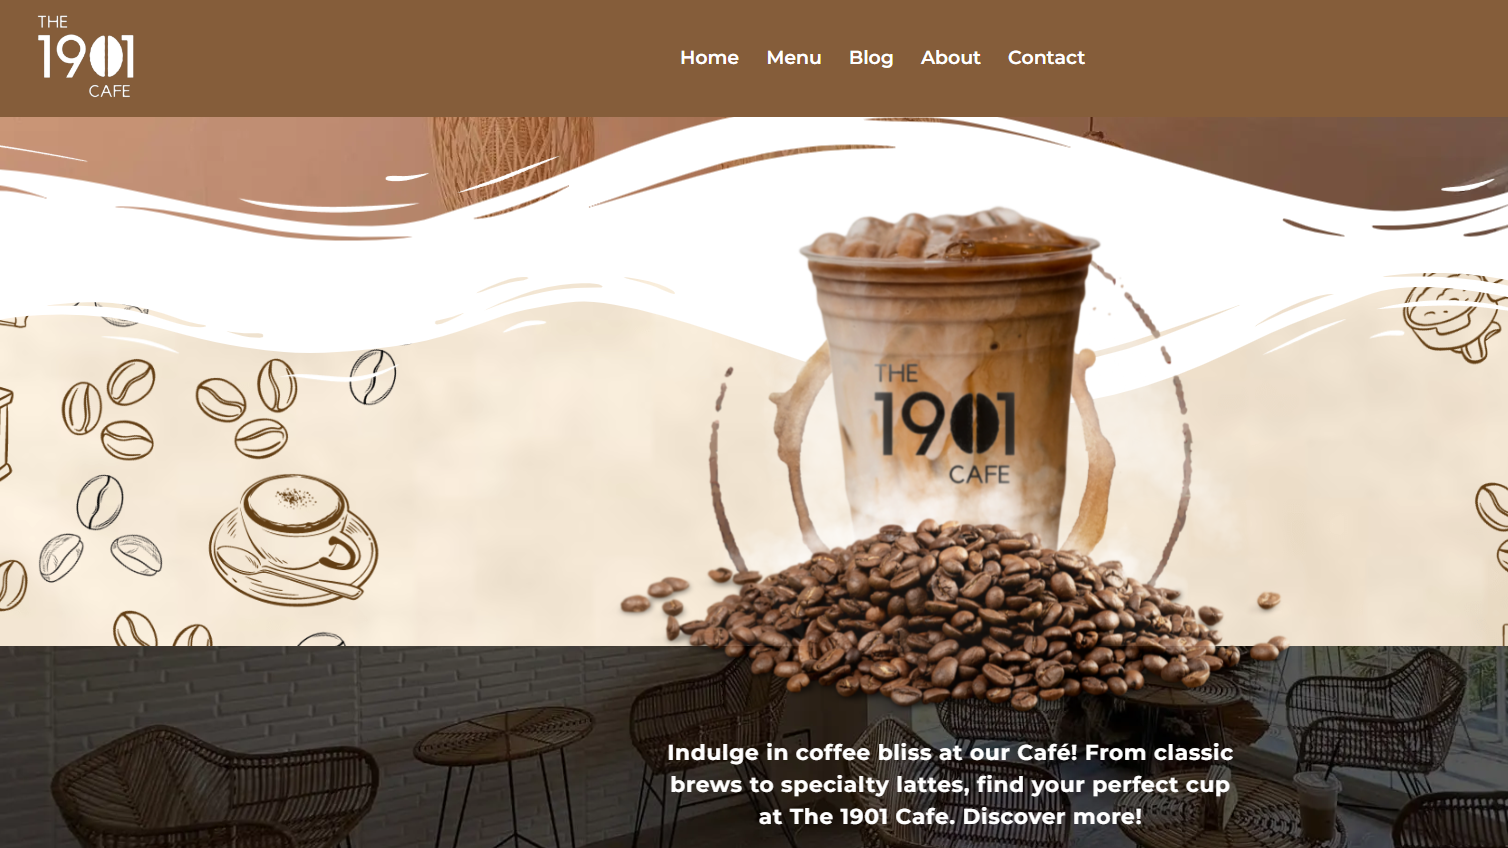 THE
1901
CAFE
Home Menu Blog About Contact
THE
1901
CAFE
Indulge in coffee bliss at our Café! From classic
brews to specialty lattes, find your perfect cup
at The 1901 Cafe. Discover more!